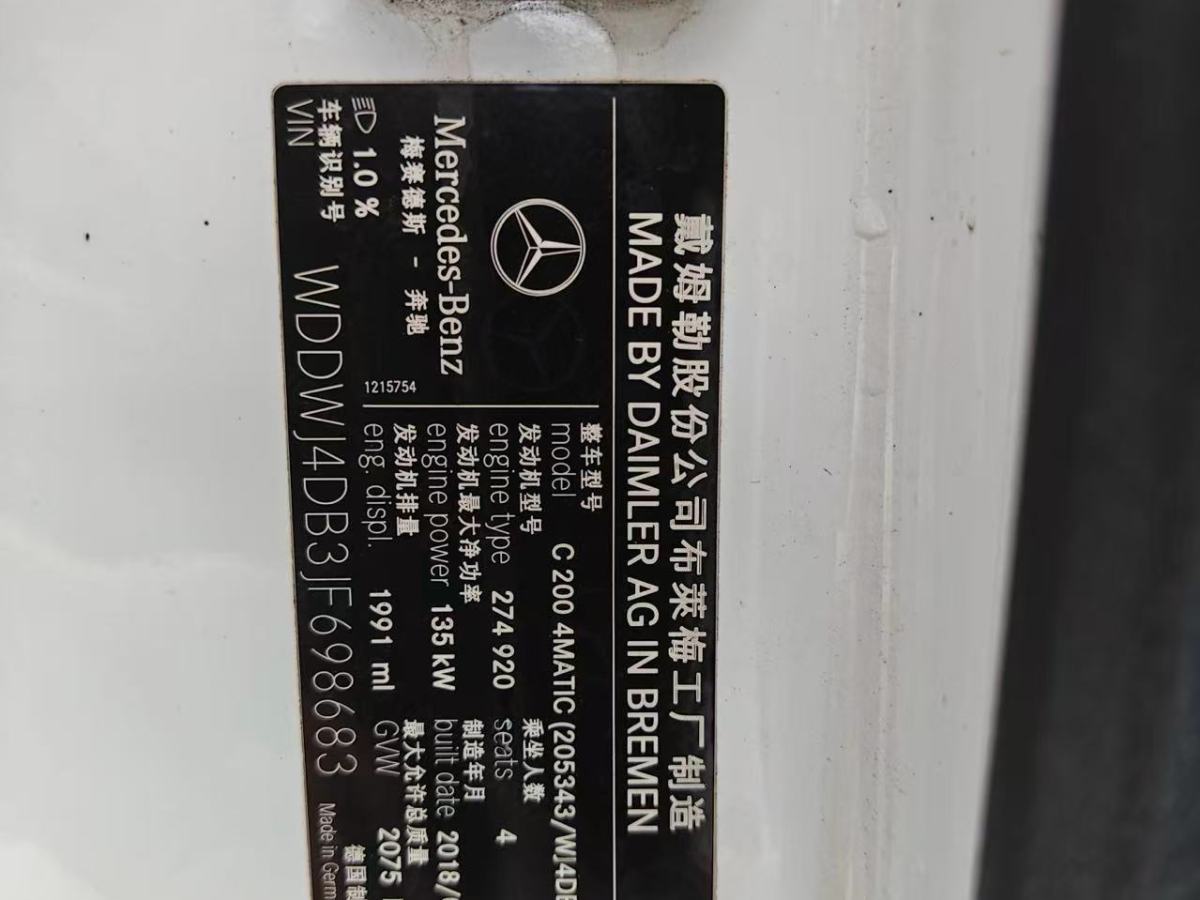 戴姆勒股份公司布莱梅工厂制造
MADE BY DAIMLER AG IN BREMEN
Mercedes-Benz
梅赛德斯 - 奔驰
1.0 %
1215754
整车型号
model C 200 4MATIC (205343/WJ4DB
发动机型号
engine type 274 920
乘坐人数
seats 4
发动机最大净功率
engine power 135 kW
制造年月
built date 2018/0
发动机排量
eng. displ. 1991 ml
最大允许总质量
GVW 2075
车辆识别号
VIN WDDWJ4DB3JF698683
德国制
Made in Germ